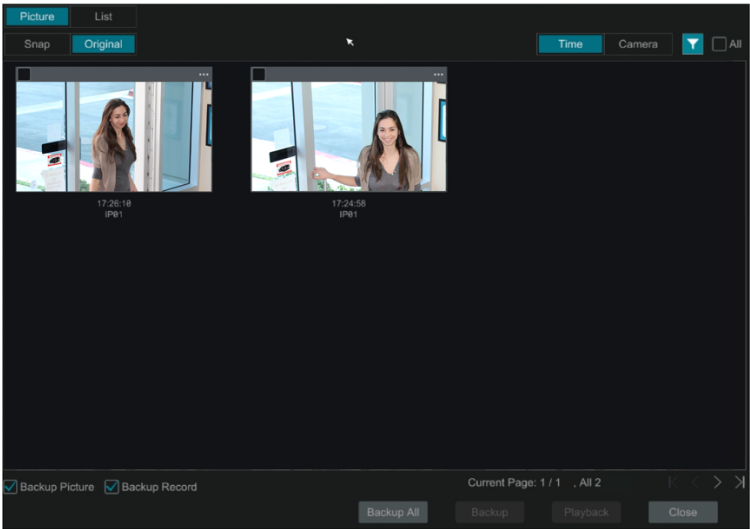 Picture List
Snap Original Time Camera All
17:26:10 17:24:56
IP01 IP01
Backup Picture Backup Record Current Page: 1 / 1 , All 2
Backup All Backup Playback Close